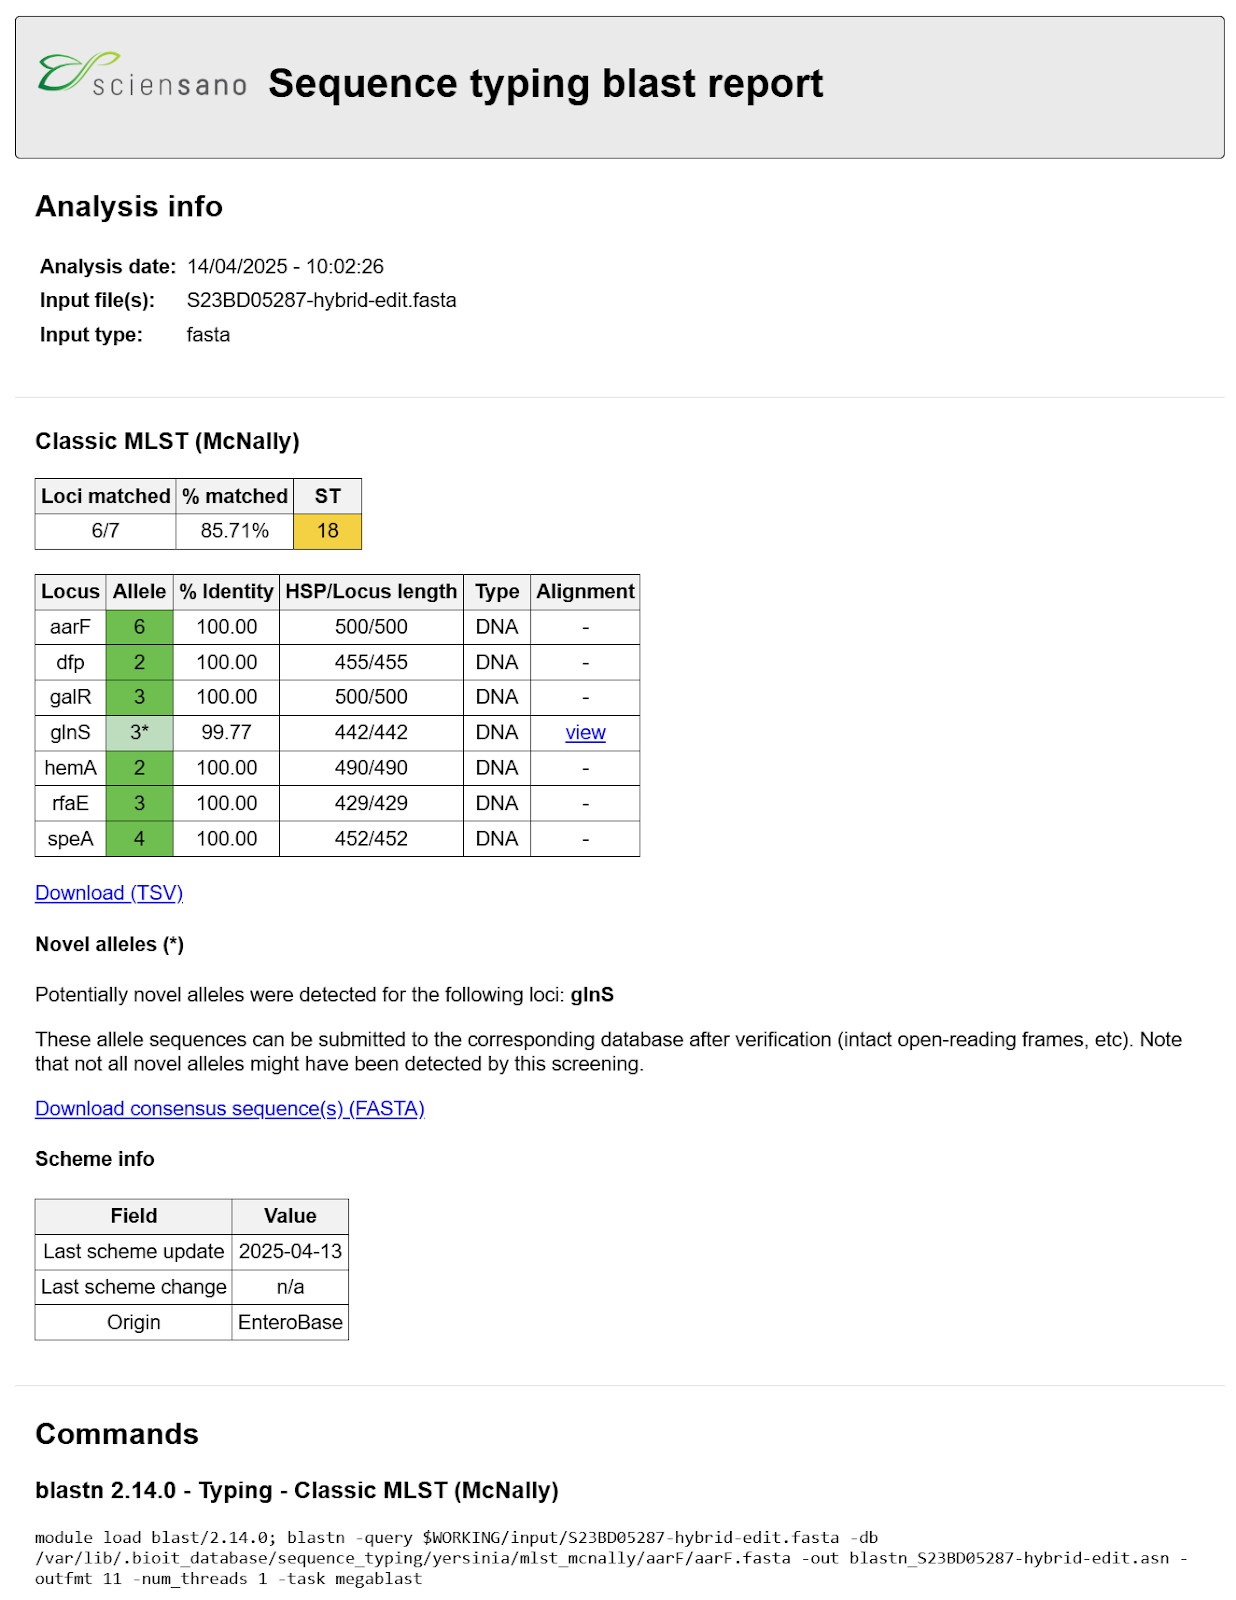 sciensano Sequence typing blast report
Analysis info
Analysis date: 14/04/2025 - 10:02:26
Input file(s): S23BD05287-hybrid-edit.fasta
Input type: fasta
Classic MLST (McNally)
Loci matched % matched ST
6/7 85.71% 18
Locus Allele % Identity HSP/Locus length Type Alignment
aarF 6 100.00 500/500 DNA -
dfp 2 100.00 455/455 DNA -
galR 3 100.00 500/500 DNA -
glnS 3* 99.77 442/442 DNA view
hemA 2 100.00 490/490 DNA -
rfaE 3 100.00 429/429 DNA -
speA 4 100.00 452/452 DNA -
Download (TSV)
Novel alleles (*)
Potentially novel alleles were detected for the following loci: glnS
These allele sequences can be submitted to the corresponding database after verification (intact open-reading frames, etc). Note
that not all novel alleles might have been detected by this screening.
Download consensus sequence(s) (FASTA)
Scheme info
Field Value
Last scheme update 2025-04-13
Last scheme change n/a
Origin EnteroBase
Commands
blastn 2.14.0 - Typing - Classic MLST (McNally)
module load blast/2.14.0; blastn -query $WORKING/input/S23BD05287-hybrid-edit.fasta -db
/var/lib/.bioit_database/sequence_typing/yersinia/mlst_mcnally/aarF/aarF.fasta -out blastn_S23BD05287-hybrid-edit.asn -
outfmt 11 -num_threads 1 -task megablast